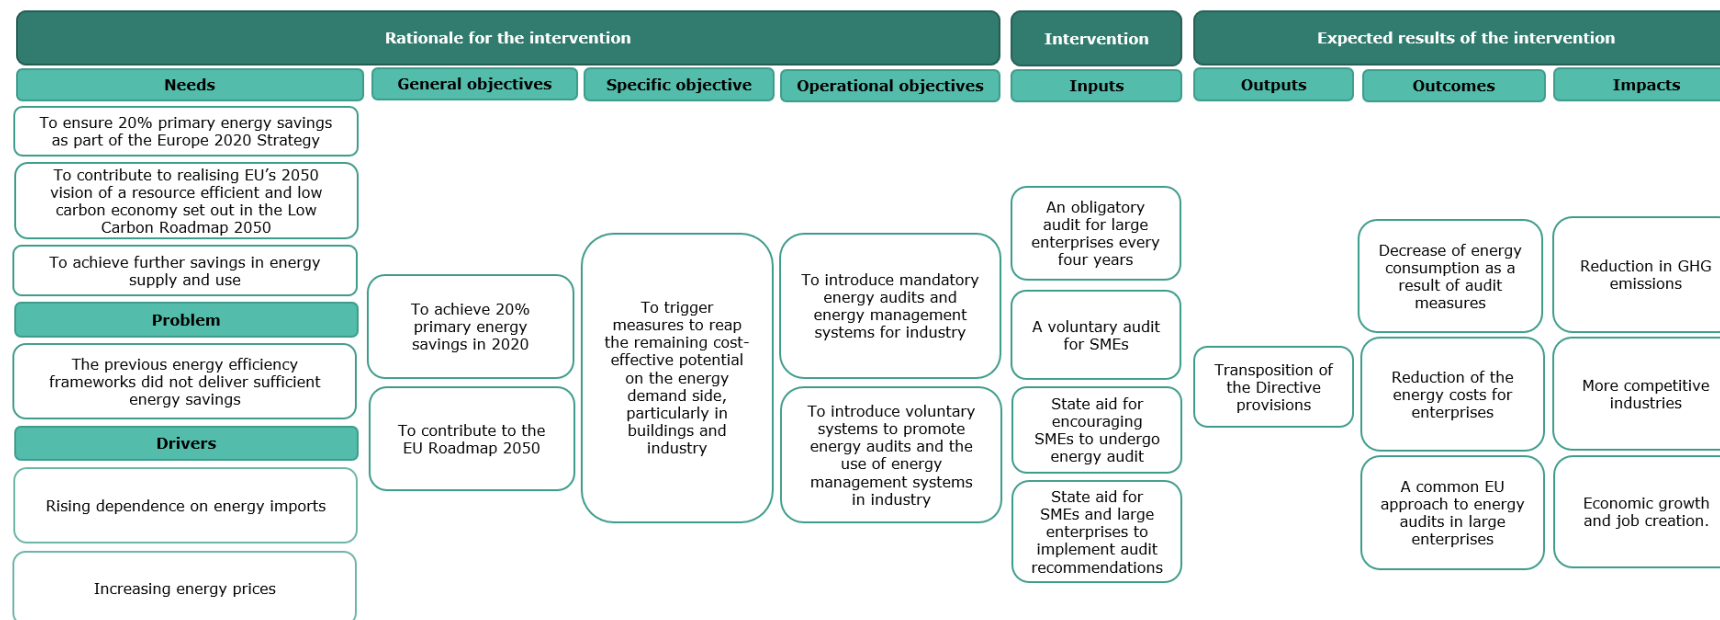 Rationale for the intervention
Intervention
Expected results of the intervention
Needs
General objectives
Specific objective
Operational objectives
Inputs
Outputs
Outcomes
Impacts
To ensure 20% primary energy savings
as part of the Europe 2020 Strategy
To contribute to realising EU’s 2050
vision of a resource efficient and low
carbon economy set out in the Low
Carbon Roadmap 2050
To achieve further savings in energy
supply and use
Problem
The previous energy efficiency
frameworks did not deliver sufficient
energy savings
Drivers
Rising dependence on energy imports
Increasing energy prices
To achieve 20%
primary energy
savings in 2020
To contribute to the
EU Roadmap 2050
To trigger
measures to reap
the remaining cost-
effective potential
on the energy
demand side,
particularly in
buildings and
industry
To introduce mandatory
energy audits and
energy management
systems for industry
To introduce voluntary
systems to promote
energy audits and the
use of energy
management systems
in industry
An obligatory
audit for large
enterprises every
four years
A voluntary audit
for SMEs
State aid for
encouraging
SMEs to undergo
energy audit
State aid for
SMEs and large
enterprises to
implement audit
recommendations
Transposition of
the Directive
provisions
Decrease of energy
consumption as a
result of audit
measures
Reduction of the
energy costs for
enterprises
A common EU
approach to energy
audits in large
enterprises
Reduction in GHG
emissions
More competitive
industries
Economic growth
and job creation.